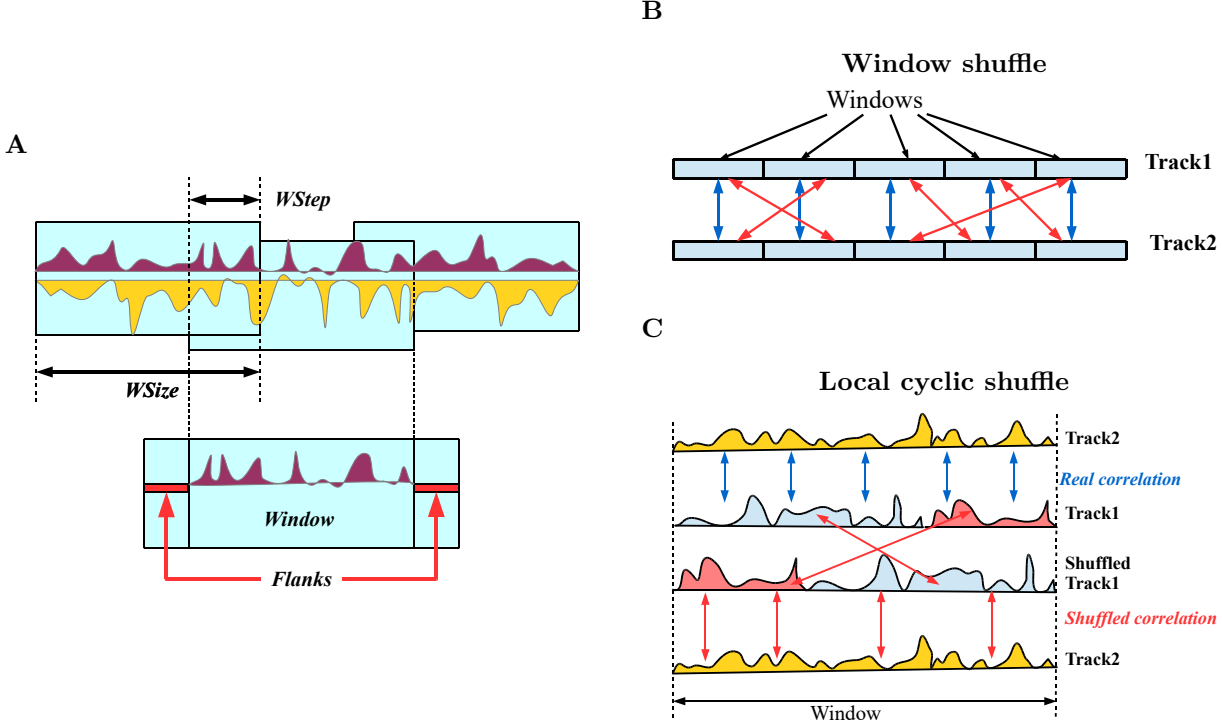 A
WStep
WSize
Window
Flanks
B
Window shuffle
Windows
Track1
Track2
C
Local cyclic shuffle
Track2
Real correlation
Track1
Shuffled
Track1
Shuffled correlation
Track2
Window